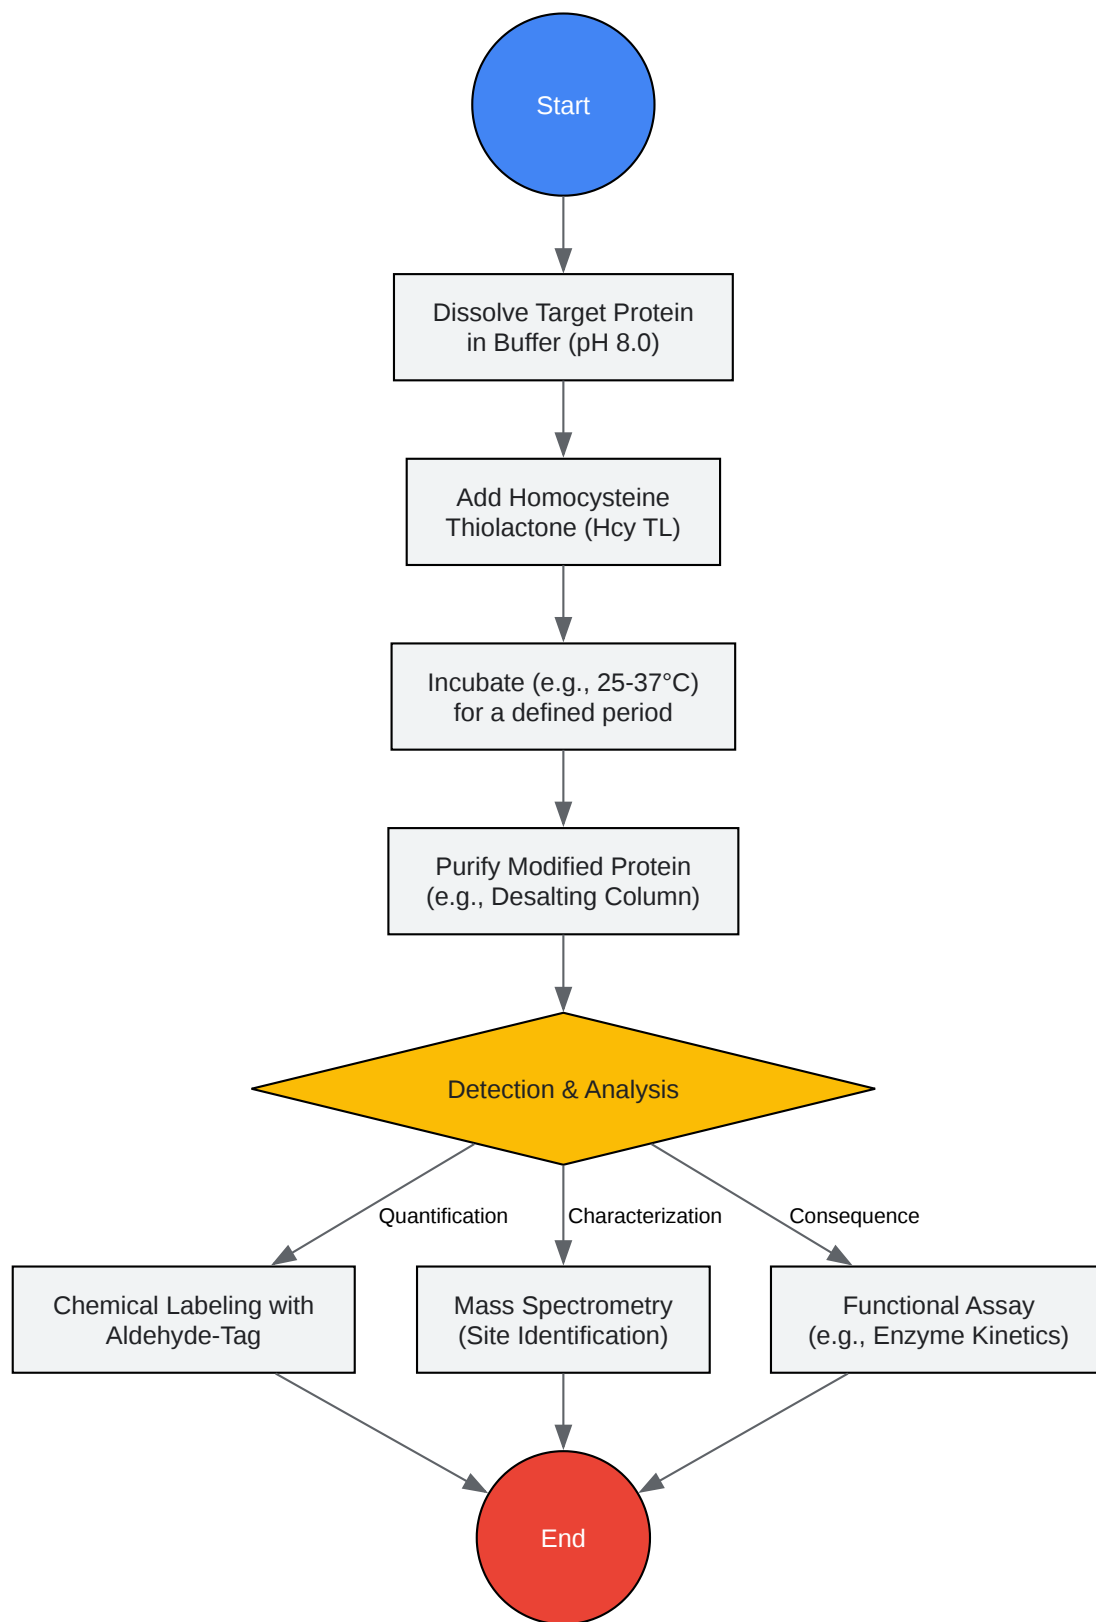 Start
Dissolve Target Protein
in Buffer (pH 8.0)
Add Homocysteine
Thiolactone (Hcy TL)
Incubate (e.g., 25-37°C)
for a defined period
Purify Modified Protein
(e.g., Desalting Column)
Detection & Analysis
Quantification
Characterization
Consequence
Chemical Labeling with
Aldehyde-Tag
Mass Spectrometry
(Site Identification)
Functional Assay
(e.g., Enzyme Kinetics)
End